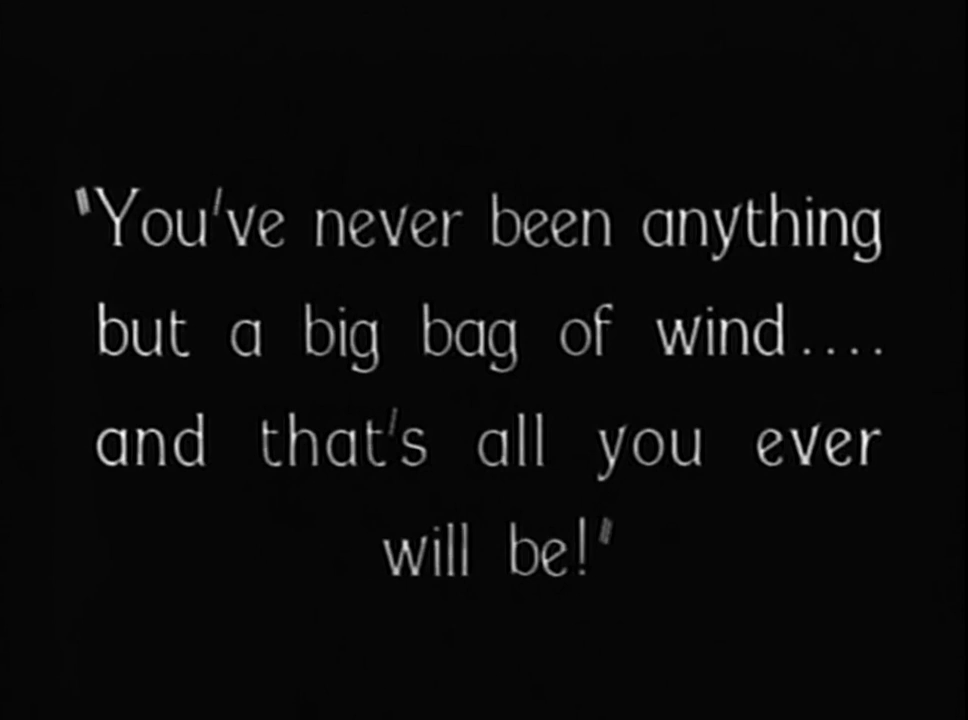 "You've never been anything
but a big bag of wind....
and that's all you ever
will be!"